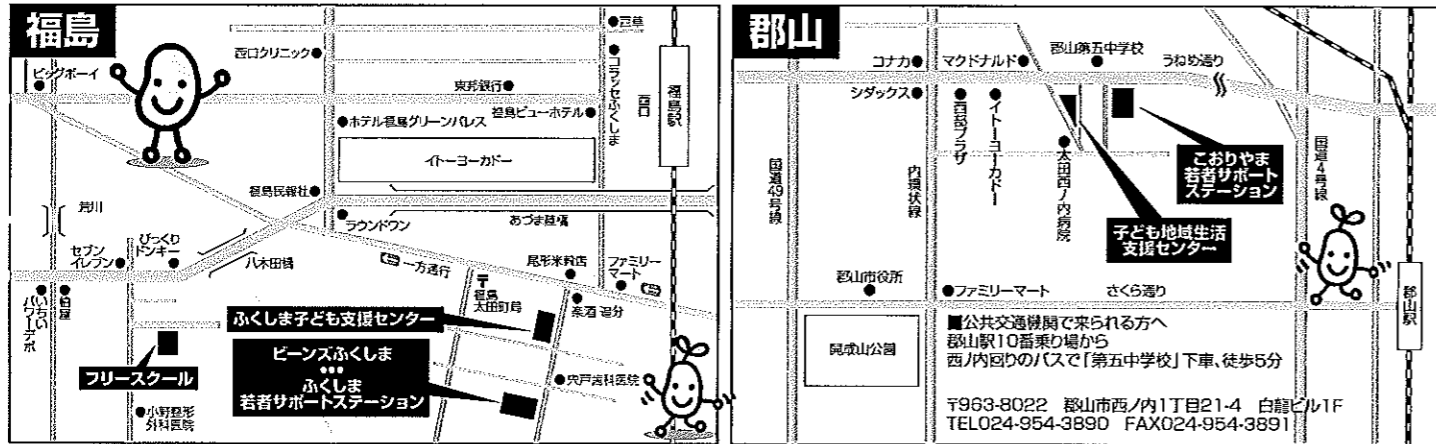 福島
ビッグボーイ
西口クリニック
豆草
コラッセふくしま
西口
福島駅
東邦銀行
福島ビューホテル
ホテル福島グリーンパレス
イトーヨーカドー
福島民報社
荒川
ラウンドワン
あづま陸橋
セブン
イレブン
びっくり
ドンキー
八木田橋
一方通行
尾形米穀店
ファミリー
マート
〒
福島
太田町局
いちい
パワーデポ
柏屋
ふくしま子ども支援センター
ビーンズふくしま
•••
ふくしま
若者サポートステーション
フリースクール
小野整形
外科医院
宍戸歯科医院
郡山
コナカ
マクドナルド
郡山第五中学校
うねめ通り
シダックス
西部プラザ
イトーヨーカドー
国道49号線
内環状線
太田西ノ内病院
国道4号線
こおりやま
若者サポート
ステーション
子ども地域生活
支援センター
郡山市役所
ファミリーマート
さくら通り
郡山駅
開成山公園
■公共交通機関で来られる方へ
郡山駅10番乗り場から
西ノ内回りのバスで「第五中学校」下車、徒歩5分
〒963-8022 郡山市西ノ内1丁目21-4 白龍ビル1F
TEL024-954-3890 FAX024-954-3891